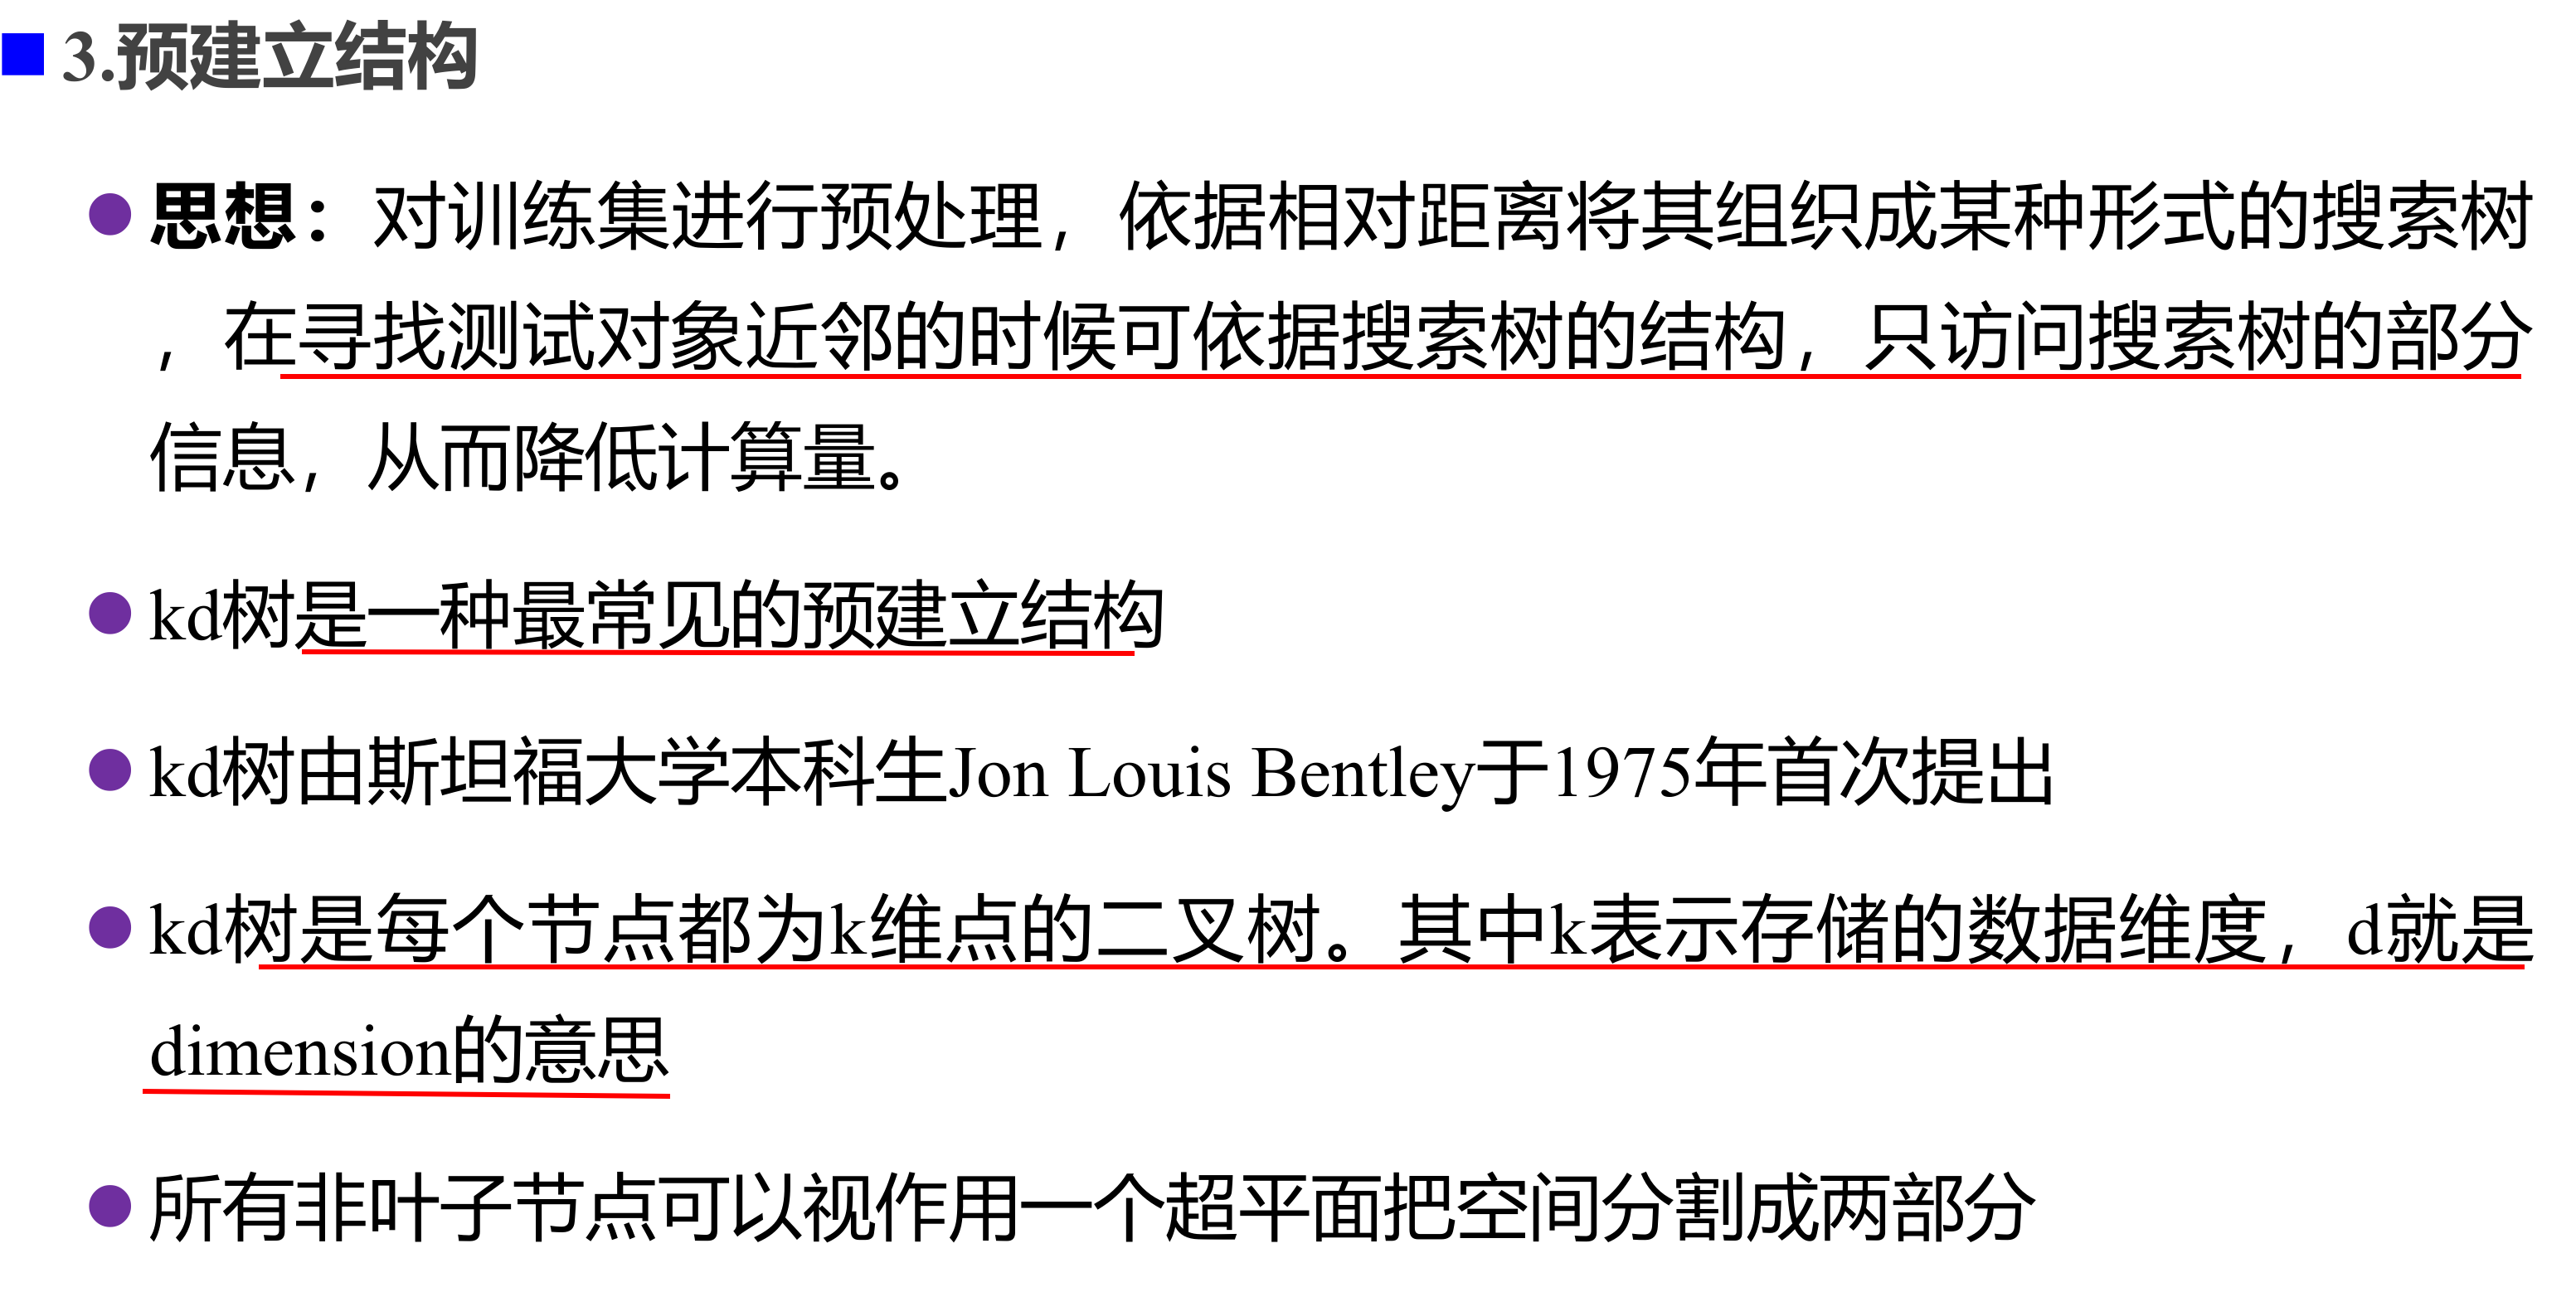 3.预建立结构
思想：对训练集进行预处理，依据相对距离将其组织成某种形式的搜索树
，在寻找测试对象近邻的时候可依据搜索树的结构，只访问搜索树的部分
信息，从而降低计算量。
kd树是一种最常见的预建立结构
kd树由斯坦福大学本科生Jon Louis Bentley于1975年首次提出
kd树是每个节点都为k维点的二叉树。其中k表示存储的数据维度，d就是
dimension的意思
所有非叶子节点可以视作用一个超平面把空间分割成两部分